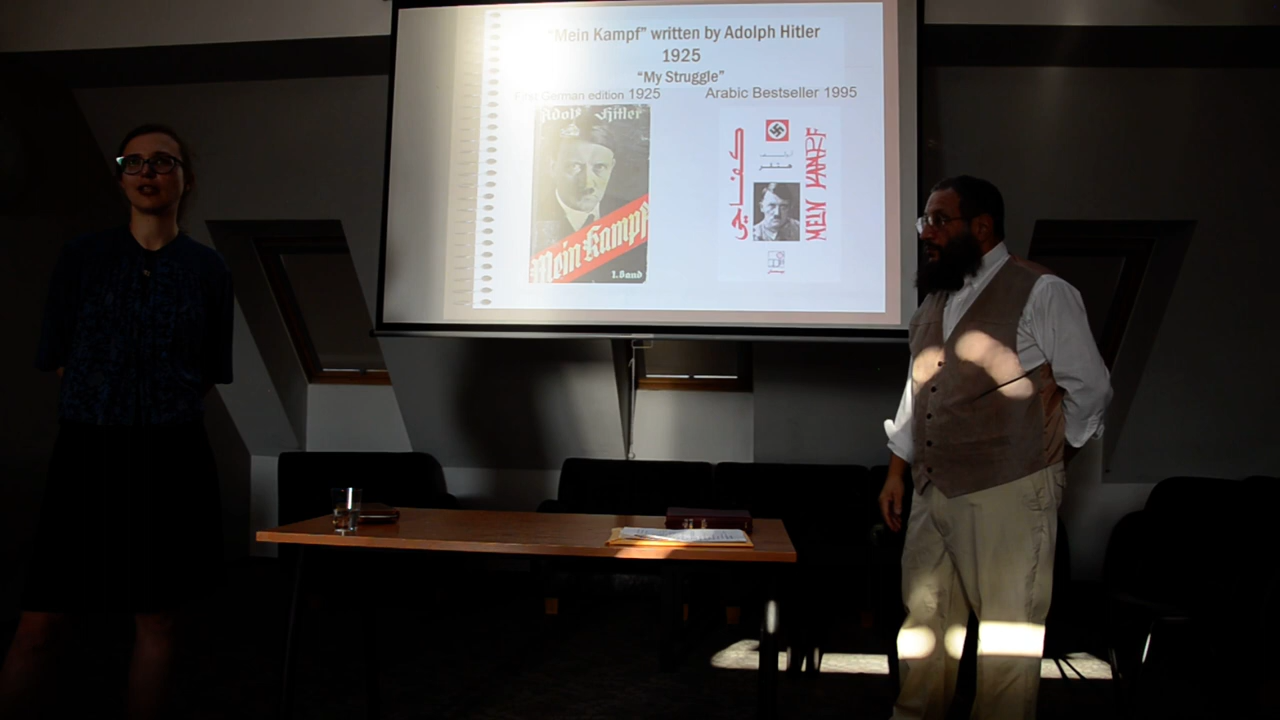 "Mein Kampf" written by Adolph Hitler
1925
"My Struggle"
German edition 1925
Arabic Bestseller 1995
Adolf Hitler
Mein Kampf
1. Band
كفاحي
هتلر
MEIN KAMPF